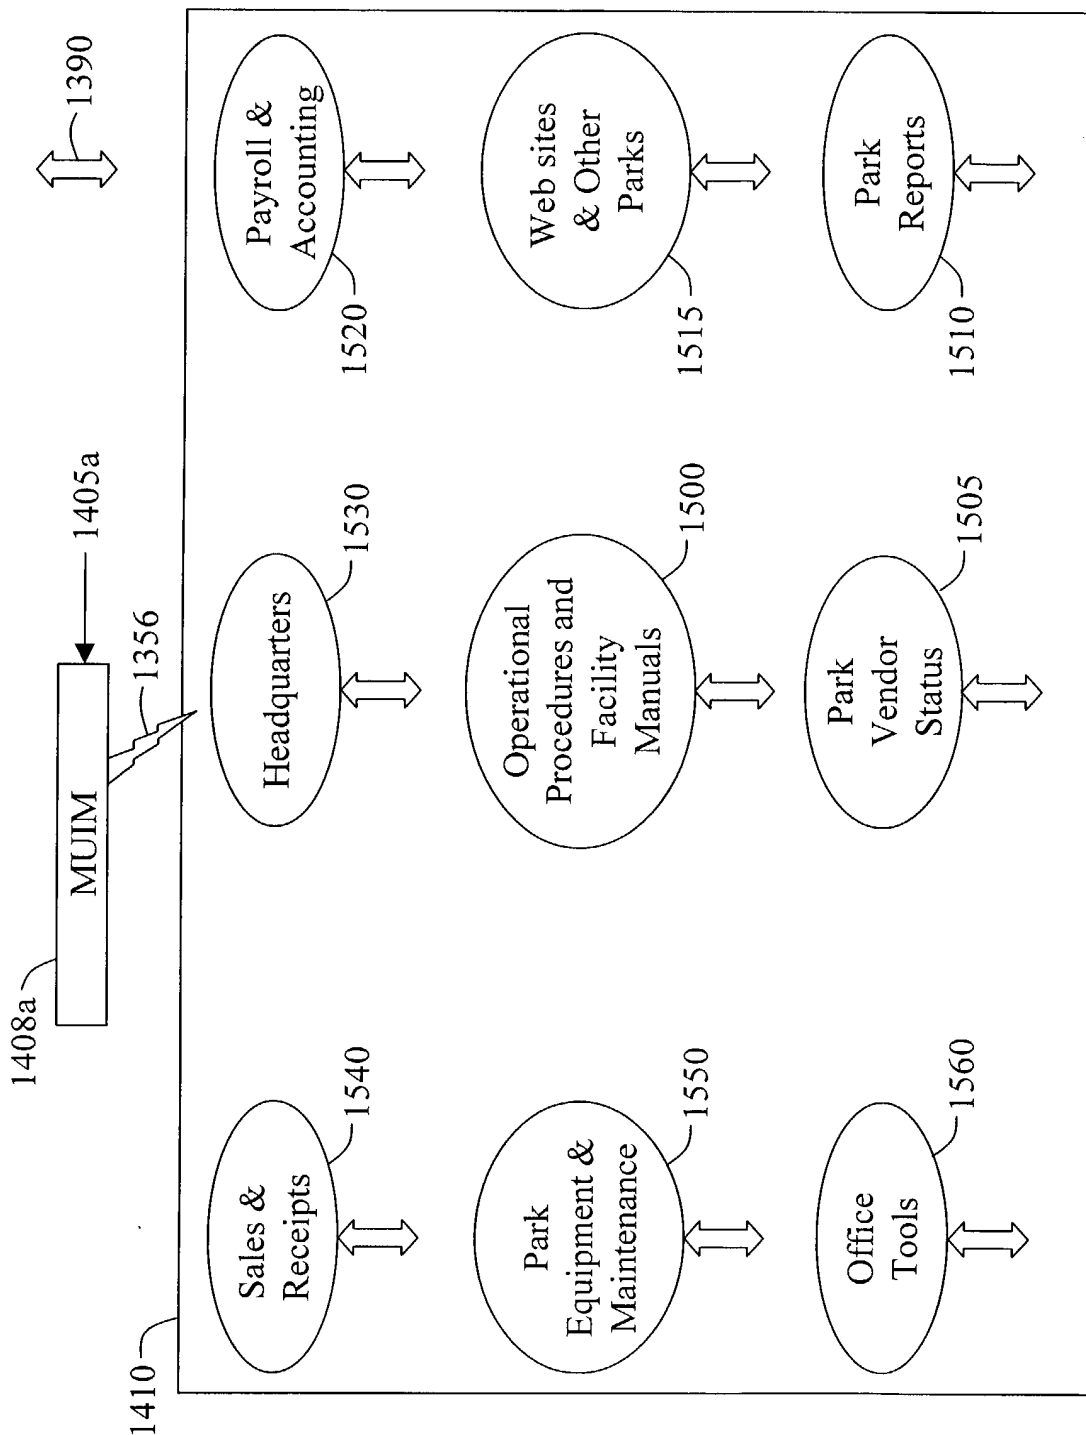 1408a
MUIM
1405a
1356
1390
1410
Sales &
Receipts
1540
Headquarters
1530
Payroll &
Accounting
1520
Park
Equipment &
Maintenance
1550
Operational
Procedures and
Facility
Manuals
1500
Web sites
& Other
Parks
1515
Office
Tools
1560
Park
Vendor
Status
1505
Park
Reports
1510